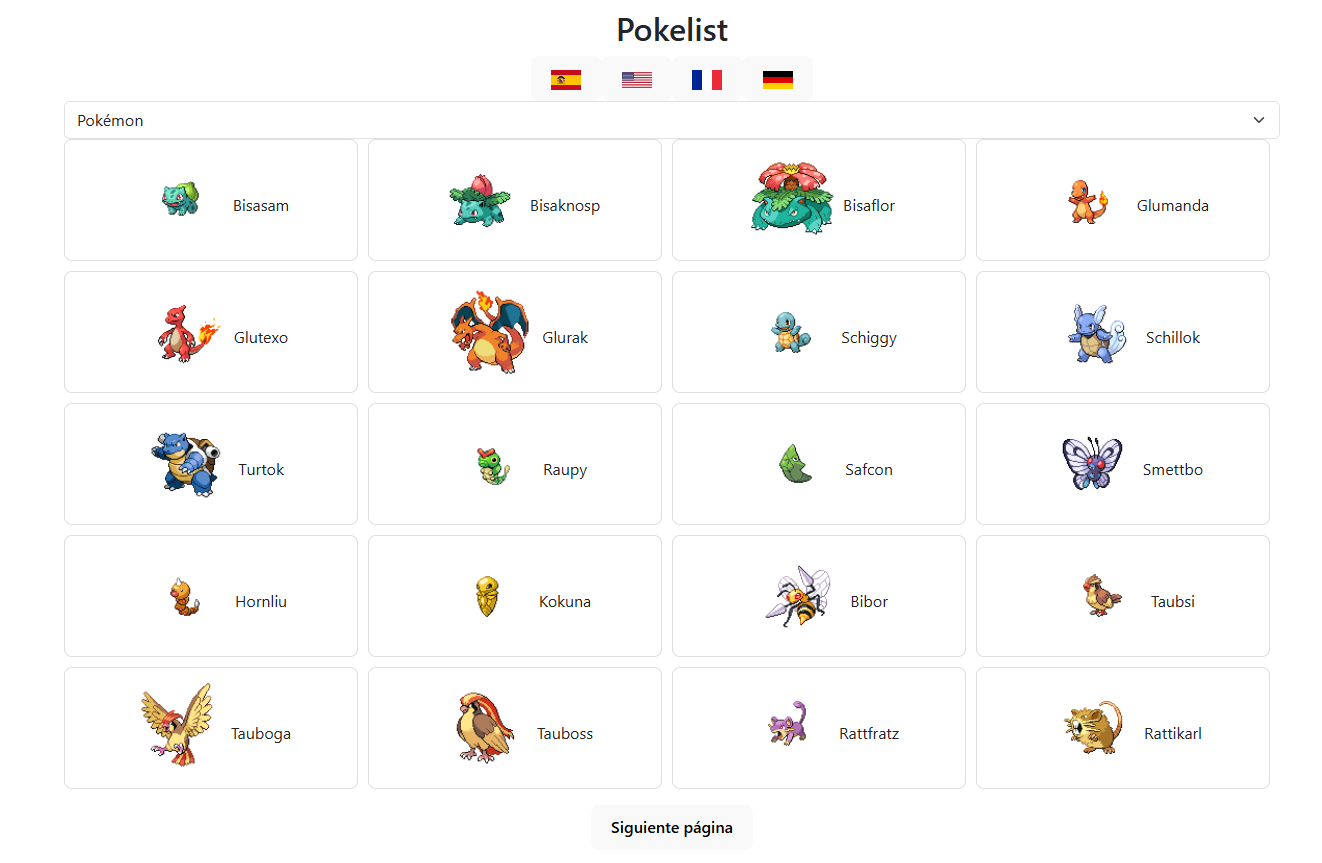 Pokelist
Pokémon
Bisasam
Bisaknosp
Bisaflor
Glumanda
Glutexo
Glurak
Schiggy
Schillok
Turtok
Raupy
Safcon
Smettbo
Hornliu
Kokuna
Bibor
Taubsi
Tauboga
Tauboss
Rattfratz
Rattikarl
Siguiente página